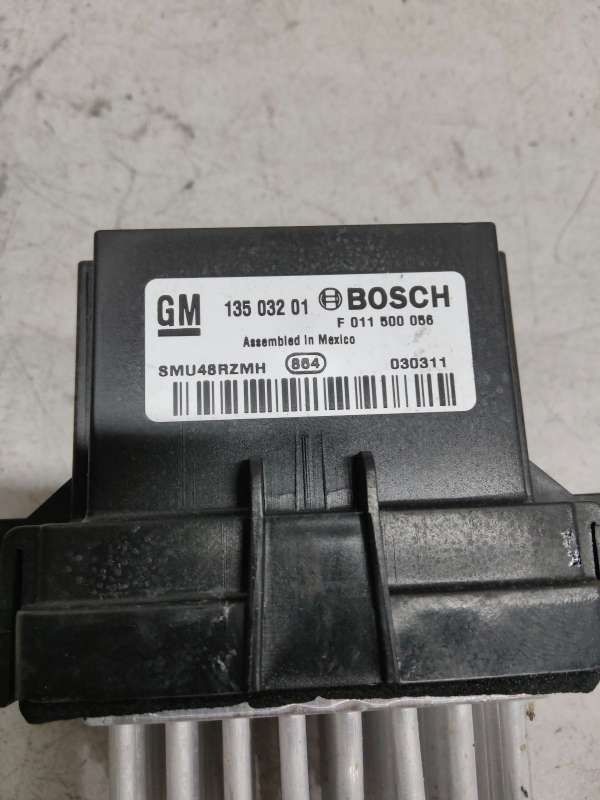 GM 135 032 01 BOSCH
F 011 500 056
Assembled in Mexico
SMU48RZMH 864 030311